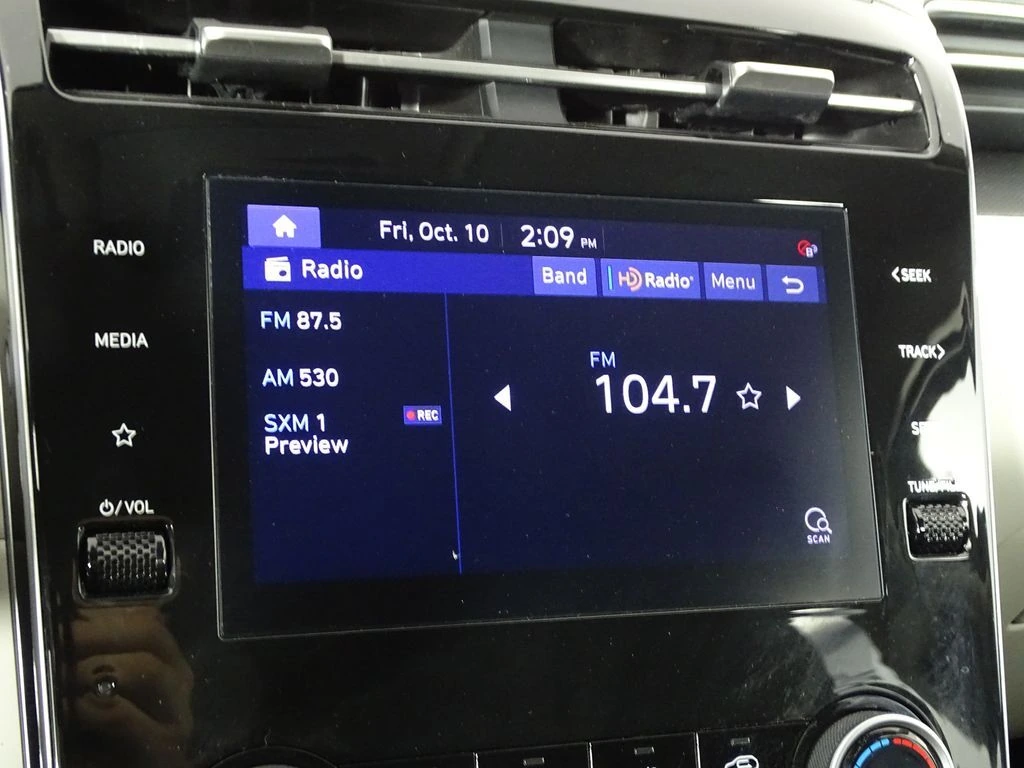 Fri, Oct. 10 2:09 PM
RADIO
Radio Band HD Radio Menu
<SEEK
FM 87.5
MEDIA
FM
TRACK>
AM 530
104.7
SXM 1 REC
Preview
⏻/VOL
SCAN